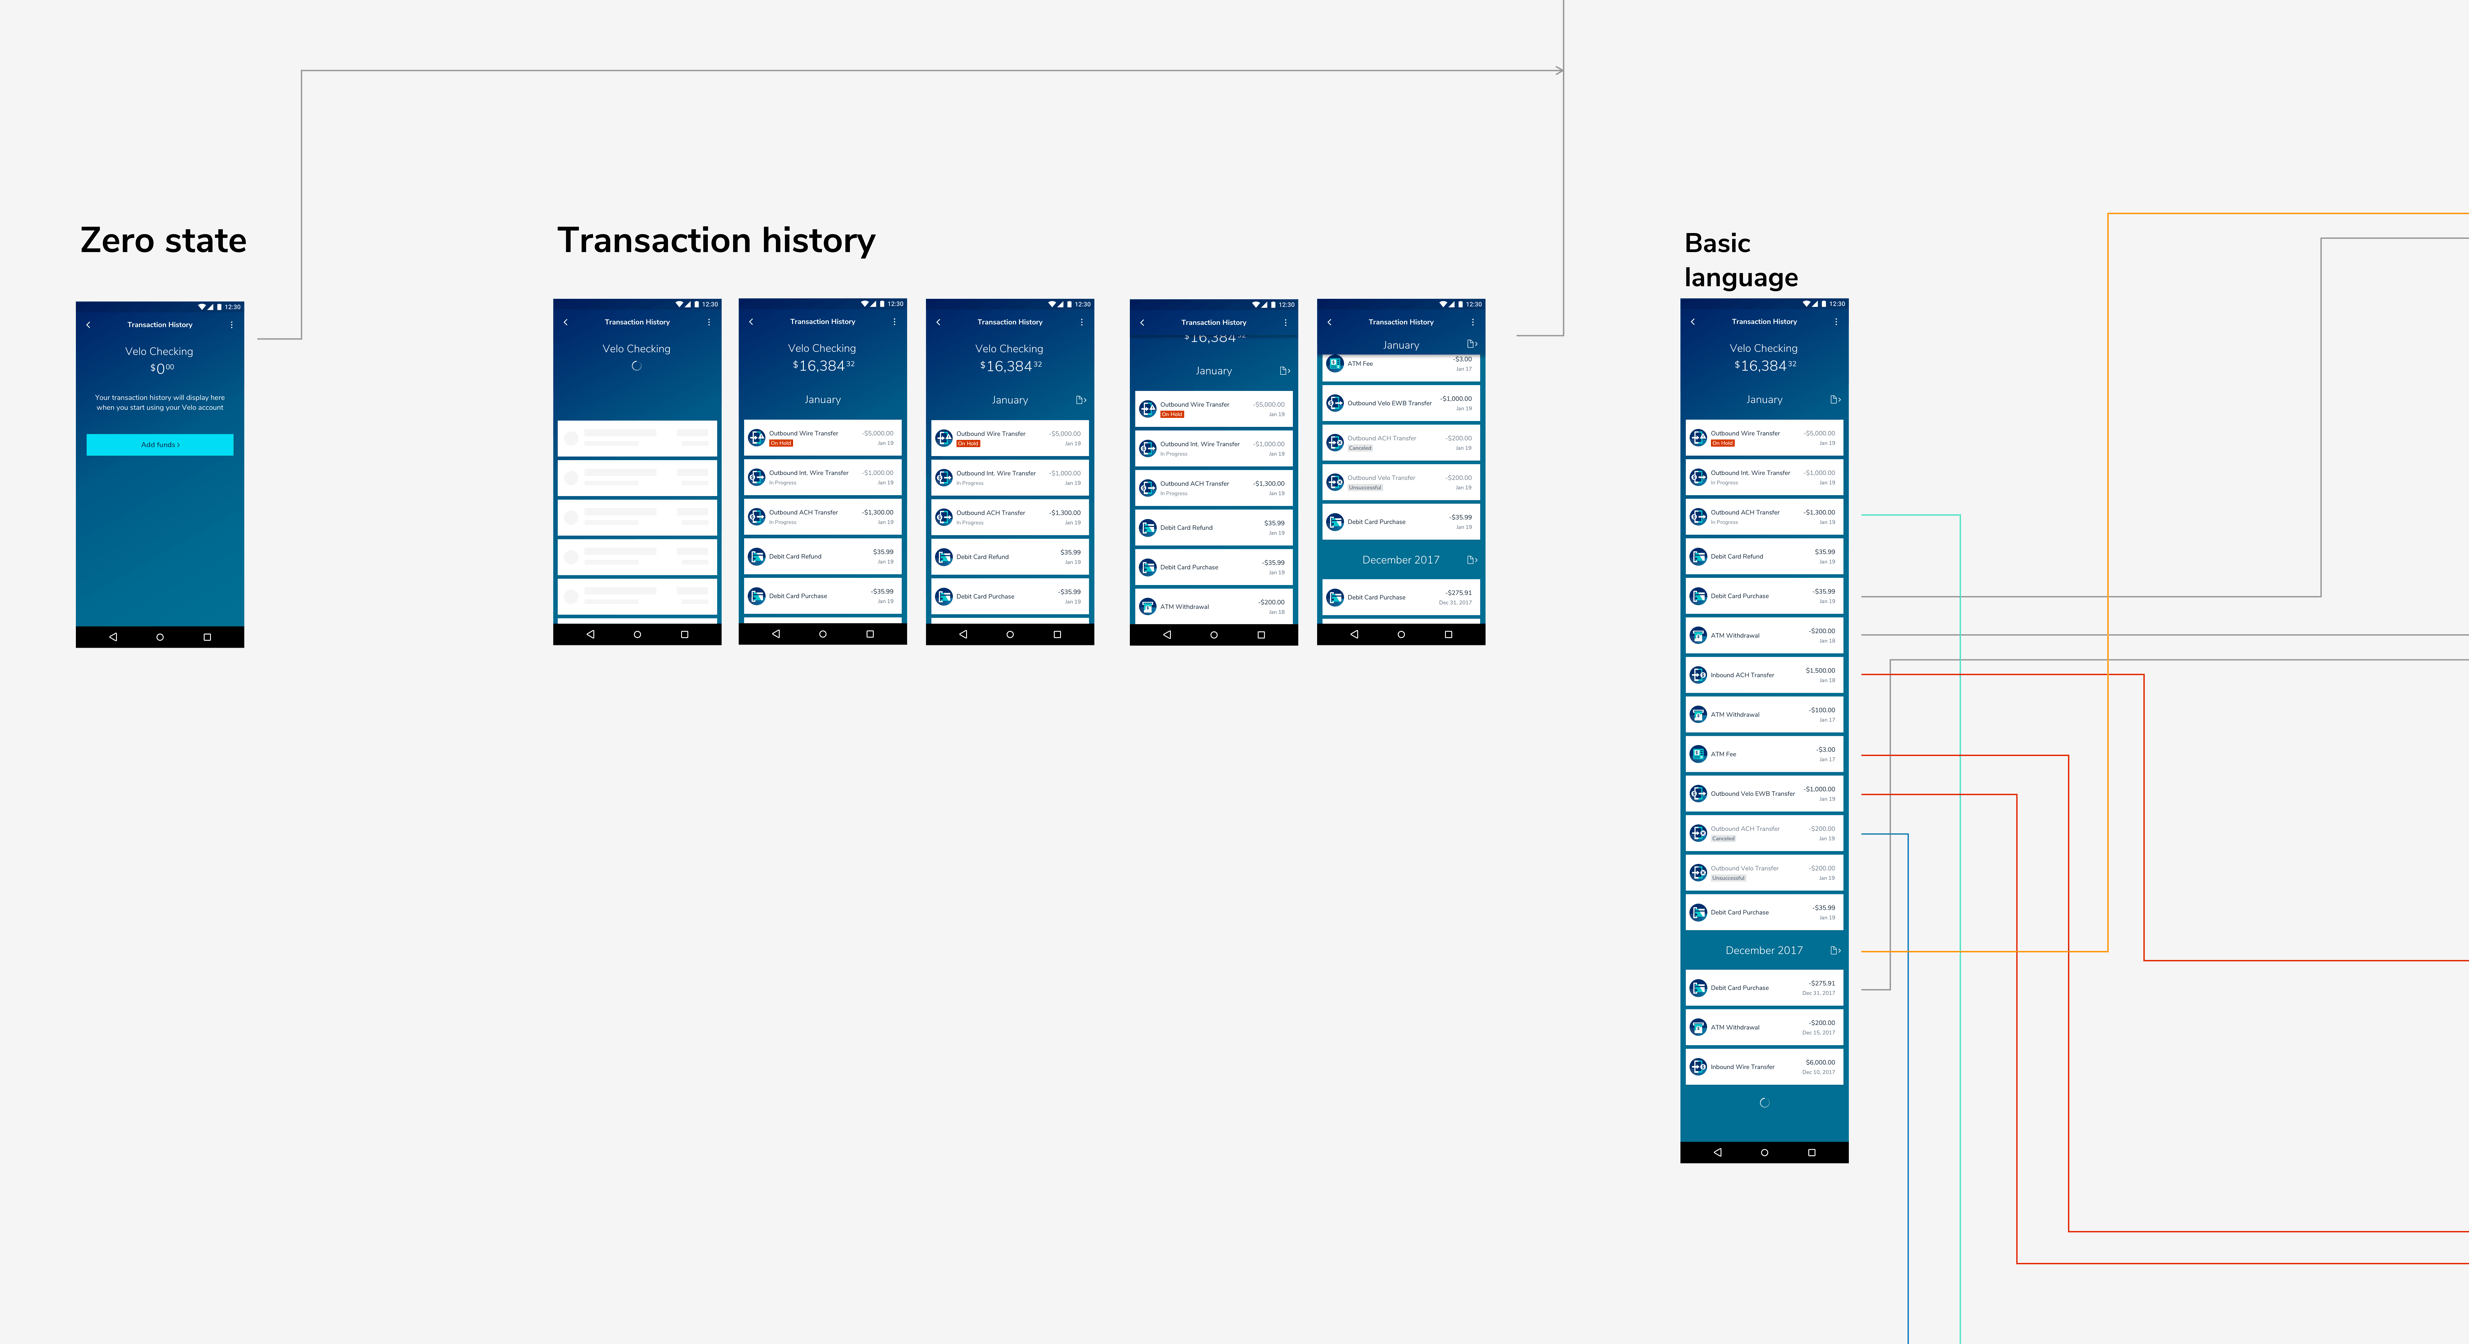 Zero state
12:30
Transaction History
Velo Checking
$0 00
Your transaction history will display here
when you start using your Velo account
Add funds ›
Transaction history
12:30
Transaction History
Velo Checking
12:30
Transaction History
Velo Checking
$16,384 32
January
Outbound Wire Transfer -$5,000.00
On Hold Jan 19
Outbound Int. Wire Transfer -$1,000.00
In Progress Jan 19
Outbound ACH Transfer -$1,300.00
In Progress Jan 19
Debit Card Refund $35.99
Jan 19
Debit Card Purchase -$35.99
Jan 19
12:30
Transaction History
Velo Checking
$16,384 32
January
Outbound Wire Transfer -$5,000.00
On Hold Jan 19
Outbound Int. Wire Transfer -$1,000.00
In Progress Jan 19
Outbound ACH Transfer -$1,300.00
In Progress Jan 19
Debit Card Refund $35.99
Jan 19
Debit Card Purchase -$35.99
Jan 19
12:30
Transaction History
$16,384 32
January
Outbound Wire Transfer -$5,000.00
On Hold Jan 19
Outbound Int. Wire Transfer -$1,000.00
In Progress Jan 19
Outbound ACH Transfer -$1,300.00
In Progress Jan 19
Debit Card Refund $35.99
Jan 19
Debit Card Purchase -$35.99
Jan 19
ATM Withdrawal -$200.00
Jan 18
12:30
Transaction History
January
ATM Fee -$3.00
Jan 17
Outbound Velo EWB Transfer -$1,000.00
Jan 19
Outbound ACH Transfer -$200.00
Canceled Jan 19
Outbound Velo Transfer -$200.00
Unsuccessful Jan 19
Debit Card Purchase -$35.99
Jan 19
December 2017
Debit Card Purchase -$275.91
Dec 31, 2017
Basic
language
12:30
Transaction History
Velo Checking
$16,384 32
January
Outbound Wire Transfer -$5,000.00
On Hold Jan 19
Outbound Int. Wire Transfer -$1,000.00
In Progress Jan 19
Outbound ACH Transfer -$1,300.00
In Progress Jan 19
Debit Card Refund $35.99
Jan 19
Debit Card Purchase -$35.99
Jan 19
ATM Withdrawal -$200.00
Jan 18
Inbound ACH Transfer $1,500.00
Jan 18
ATM Withdrawal -$100.00
Jan 17
ATM Fee -$3.00
Jan 17
Outbound Velo EWB Transfer -$1,000.00
Jan 19
Outbound ACH Transfer -$200.00
Canceled Jan 19
Outbound Velo Transfer -$200.00
Unsuccessful Jan 19
Debit Card Purchase -$35.99
Jan 19
December 2017
Debit Card Purchase -$275.91
Dec 31, 2017
ATM Withdrawal -$200.00
Dec 15, 2017
Inbound Wire Transfer $6,000.00
Dec 10, 2017